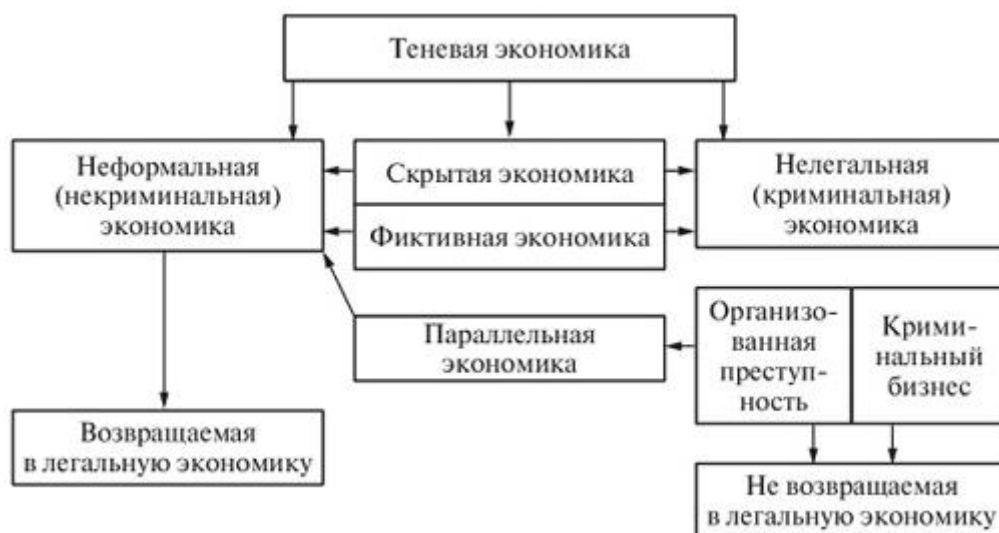 Теневая экономика
Неформальная
(некриминальная)
экономика
Скрытая экономика
Фиктивная экономика
Нелегальная
(криминальная)
экономика
Параллельная
экономика
Организо-
ванная
преступ-
ность
Крими-
нальный
бизнес
Возвращаемая
в легальную экономику
Не возвращаемая
в легальную экономику